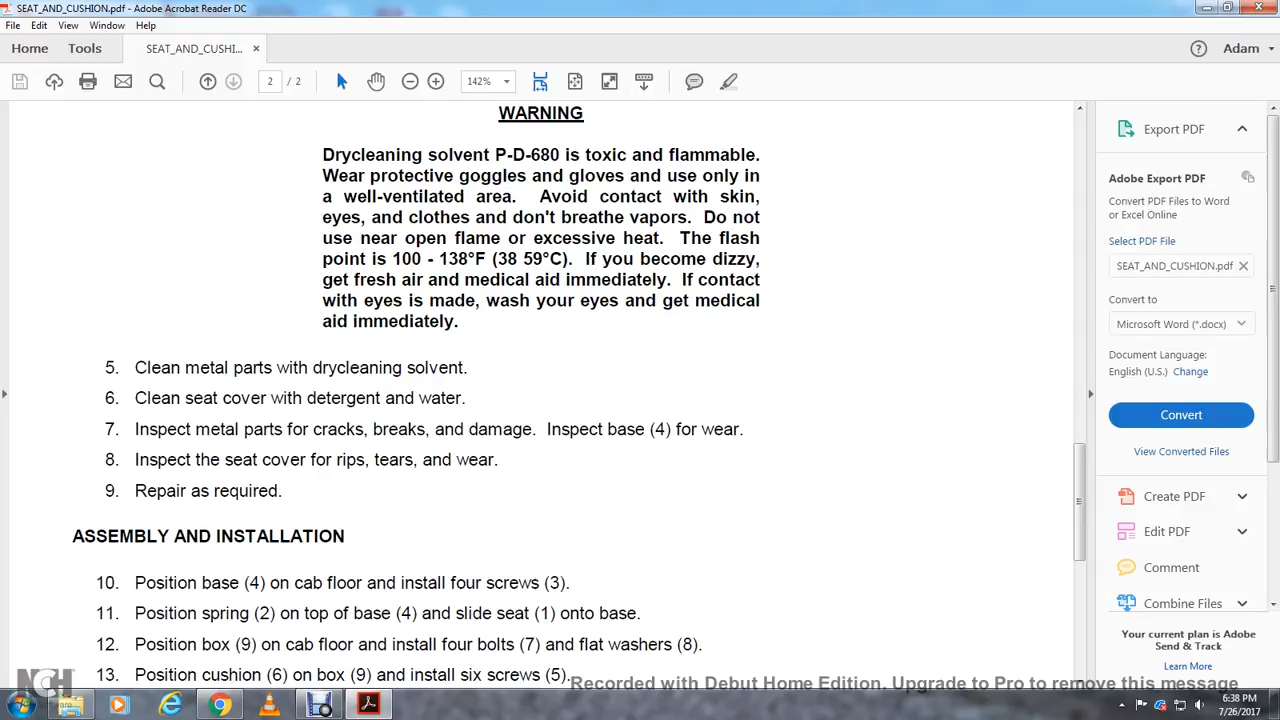 SEAT_AND_CUSHION.pdf - Adobe Acrobat Reader DC
File Edit View Window Help
Home Tools SEAT_AND_CUSHI... × Adam
2 / 2 142%
WARNING
Drycleaning solvent P-D-680 is toxic and flammable.
Wear protective goggles and gloves and use only in
a well-ventilated area. Avoid contact with skin,
eyes, and clothes and don't breathe vapors. Do not
use near open flame or excessive heat. The flash
point is 100 - 138°F (38 59°C). If you become dizzy,
get fresh air and medical aid immediately. If contact
with eyes is made, wash your eyes and get medical
aid immediately.
5. Clean metal parts with drycleaning solvent.
6. Clean seat cover with detergent and water.
7. Inspect metal parts for cracks, breaks, and damage. Inspect base (4) for wear.
8. Inspect the seat cover for rips, tears, and wear.
9. Repair as required.
ASSEMBLY AND INSTALLATION
10. Position base (4) on cab floor and install four screws (3).
11. Position spring (2) on top of base (4) and slide seat (1) onto base.
12. Position box (9) on cab floor and install four bolts (7) and flat washers (8).
13. Position cushion (6) on box (9) and install six screws (5).
Export PDF
Adobe Export PDF
Convert PDF Files to Word
or Excel Online
Select PDF File
SEAT_AND_CUSHION.pdf ×
Convert to
Microsoft Word (*.docx)
Document Language:
English (U.S.) Change
Convert
View Converted Files
Create PDF
Edit PDF
Comment
Combine Files
Your current plan is Adobe
Send & Track
Learn More
Recorded with Debut Home Edition. Upgrade to Pro to remove this message
NCH
Software
6:38 PM
7/26/2017